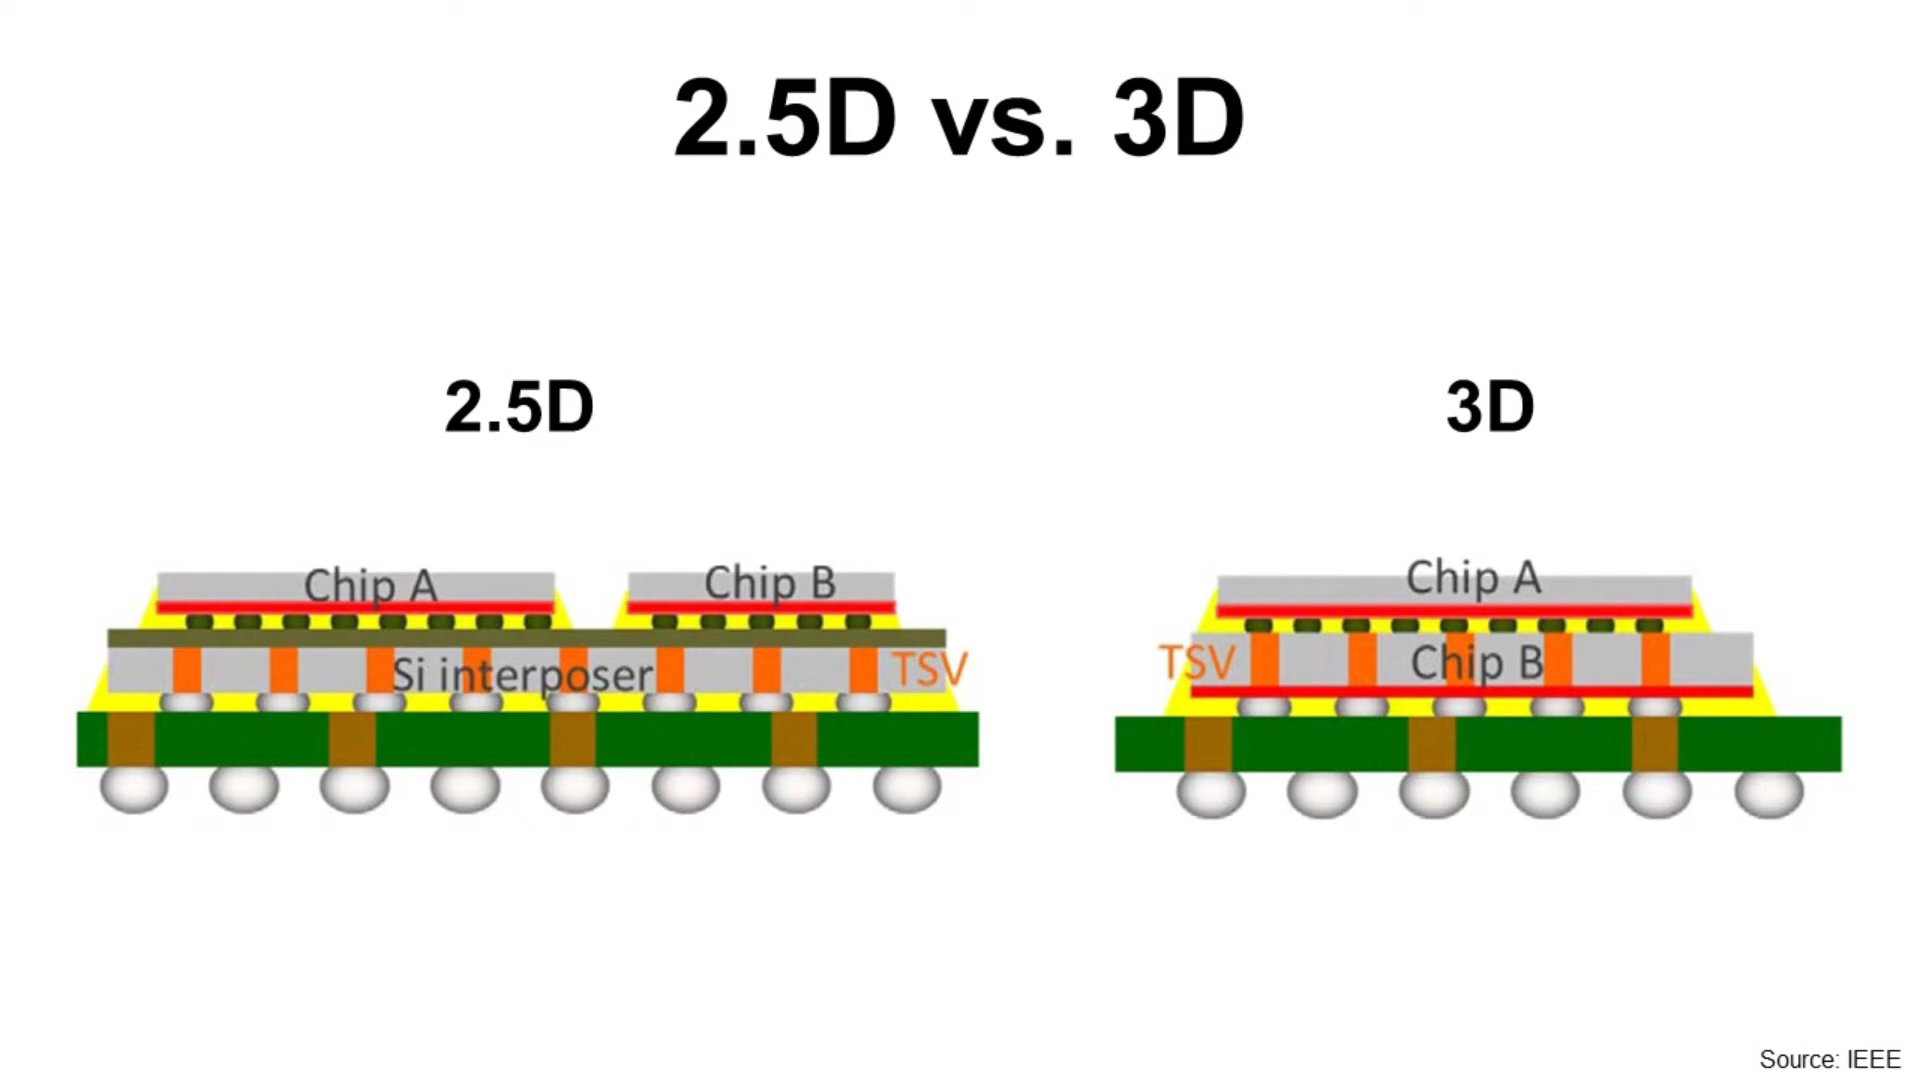 2.5D vs. 3D
2.5D
3D
Chip A
Chip B
Si interposer
TSV
Chip A
TSV
Chip B
Source: IEEE